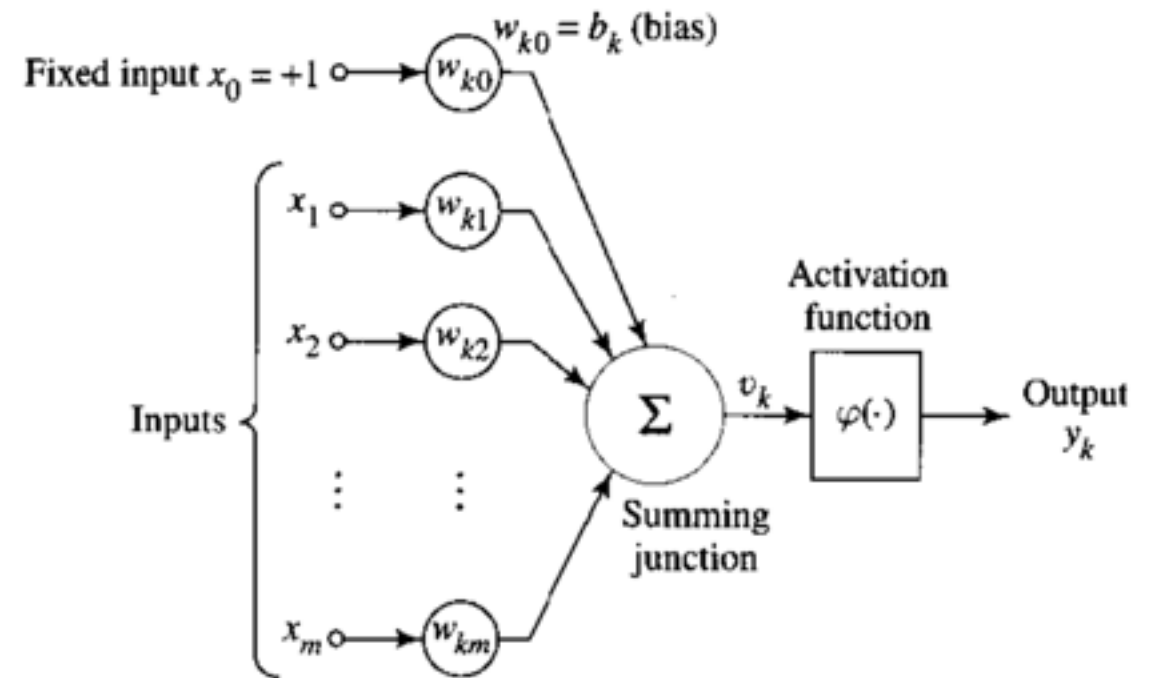 w_k0 = b_k (bias)
Fixed input x_0 = +1
w_k0
x_1
w_k1
x_2
w_k2
Inputs
Activation
function
Σ
v_k
φ(·)
Output
y_k
Summing
junction
x_m
w_km